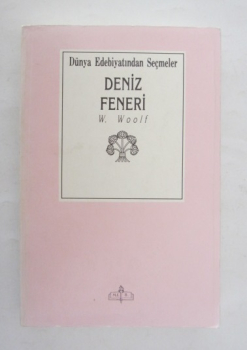 Dünya Edebiyatından Seçmeler
DENİZ
FENERİ
W. Woolf